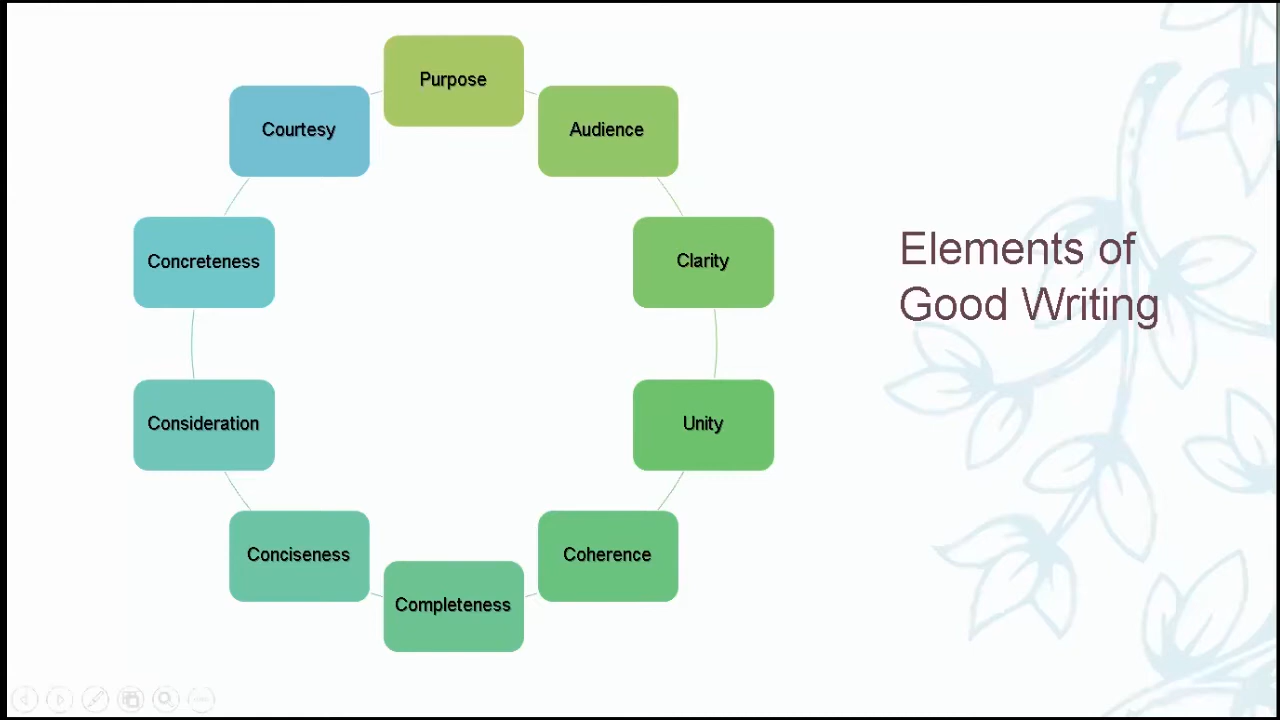 Purpose
Audience
Clarity
Unity
Coherence
Completeness
Conciseness
Consideration
Concreteness
Courtesy
Elements of
Good Writing